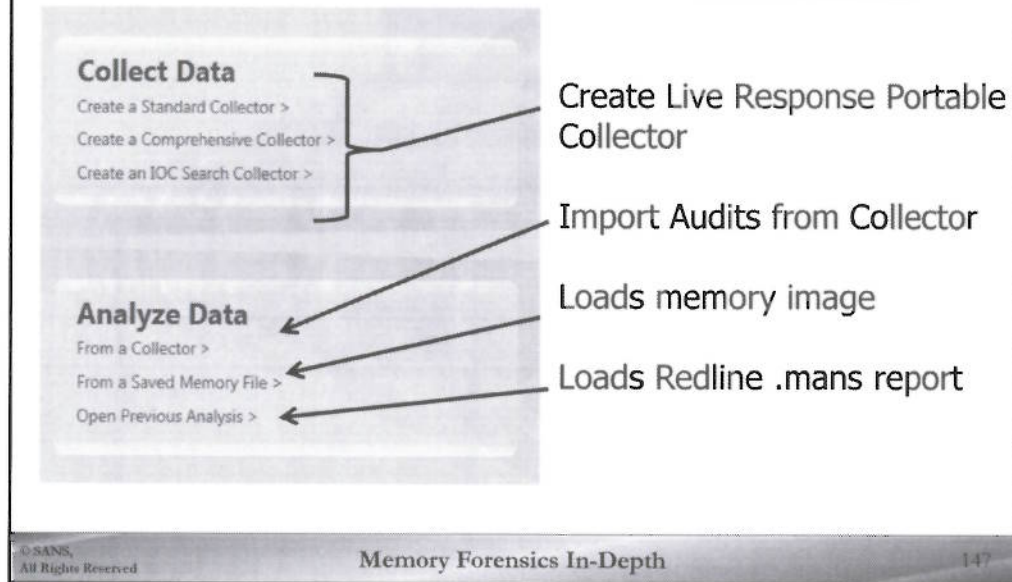 Collect Data
Create a Standard Collector >
Create a Comprehensive Collector >
Create an IOC Search Collector >
Create Live Response Portable
Collector
Import Audits from Collector
Analyze Data
From a Collector >
From a Saved Memory File >
Open Previous Analysis >
Loads memory image
Loads Redline .mans report
© SANS,
All Rights Reserved
Memory Forensics In-Depth
147